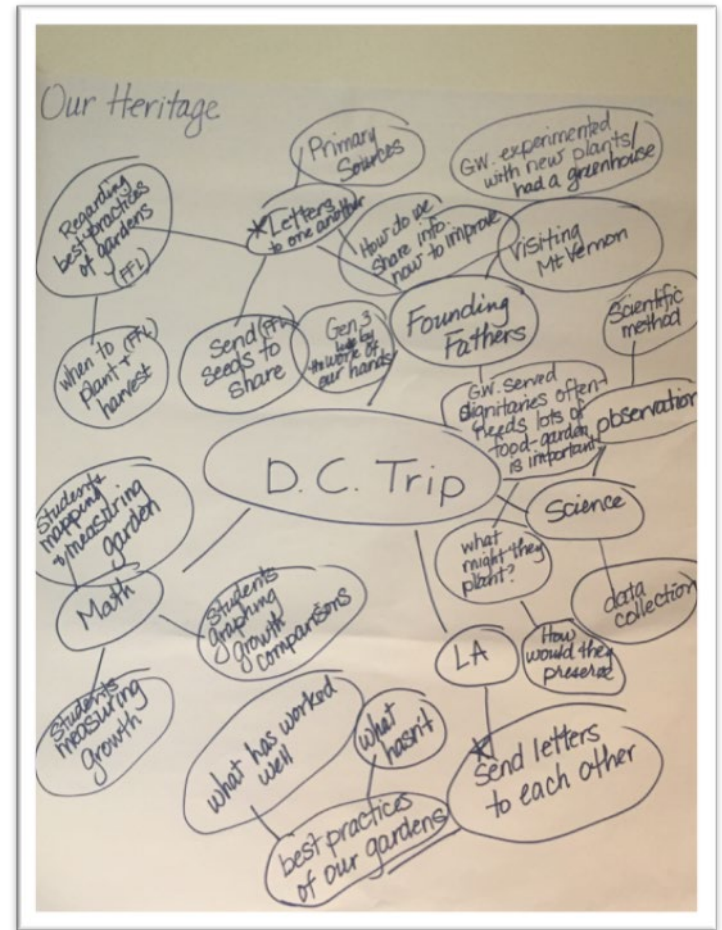 Our Heritage
Primary
Sources
GW. experimented
with new plants/
had a greenhouse
Regarding
best practices
of gardens
(FFL)
*Letters
to one another
How do we
share info.
now to improve
Visiting
Mt Vernon
Scientific
method
when to (FFL)
plant +
harvest
Send (FFL)
seeds to
share
Gen 3
the work of
our hands
Founding
Fathers
G.W. served
dignitaries often-
needs lots of
food-garden
is important
observation
D.C. Trip
Science
what
might they
plant?
data
collection
Students
mapping
+ measuring
garden
Math
Students
graphing
growth
comparisons
LA
How
would they
preserve
Students
measuring
growth
what has worked
well
what
hasn't
*
Send letters
to each other
best practices
of our gardens